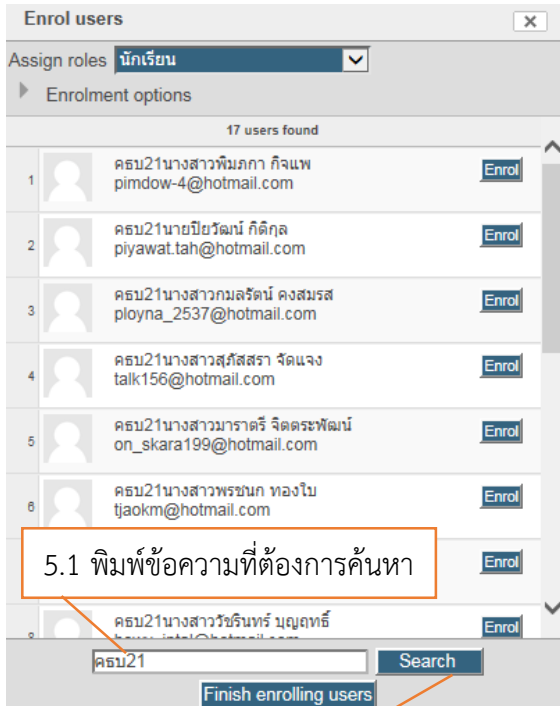 Enrol users
Assign roles นักเรียน
Enrolment options
17 users found
1 คธบ21นางสาวพิมภกา กิจแพ Enrol
pimdow-4@hotmail.com
2 คธบ21นายปิยวัฒน์ กิติกุล Enrol
piyawat.tah@hotmail.com
3 คธบ21นางสาวกมลรัตน์ คงสมรส Enrol
ployna_2537@hotmail.com
4 คธบ21นางสาวสุภัสสรา จัดแจง Enrol
talk156@hotmail.com
5 คธบ21นางสาวมาราตรี จิตตระพัฒน์ Enrol
on_skara199@hotmail.com
6 คธบ21นางสาวพรชนก ทองใบ Enrol
tjaokm@hotmail.com
5.1 พิมพ์ข้อความที่ต้องการค้นหา Enrol
คธบ21นางสาววัชรินทร์ บุญฤทธิ์ Enrol
คธบ21 Search
Finish enrolling users